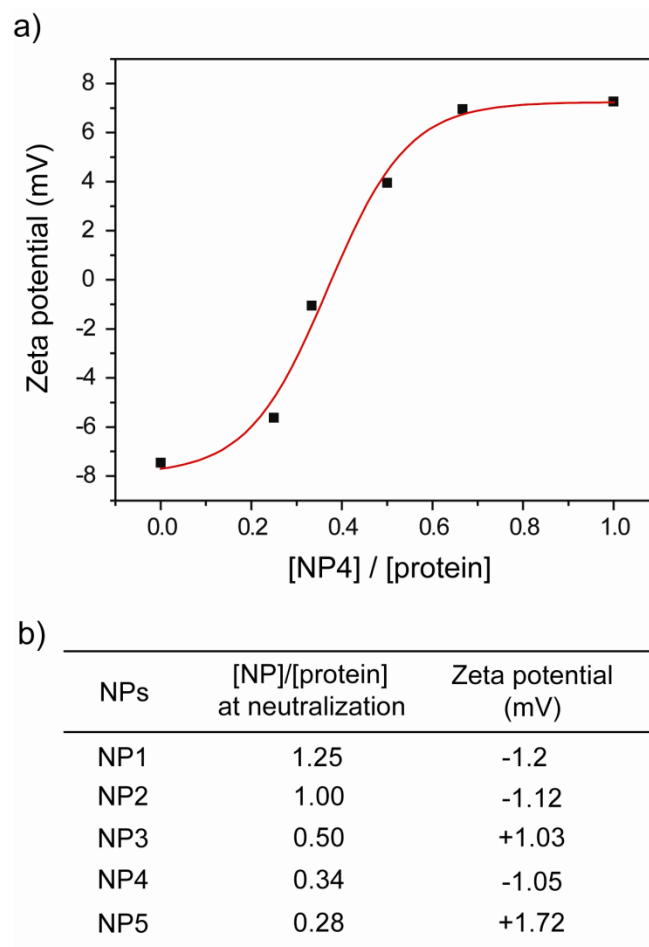 a)
8
6
4
2
0
-2
-4
-6
-8
Zeta potential (mV)
0.0 0.2 0.4 0.6 0.8 1.0
[NP4] / [protein]
b)
NPs [NP]/[protein] at neutralization Zeta potential (mV)
NP1 1.25 -1.2
NP2 1.00 -1.12
NP3 0.50 +1.03
NP4 0.34 -1.05
NP5 0.28 +1.72